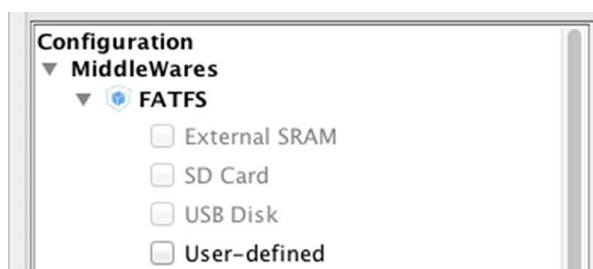 Configuration
MiddleWares
FATFS
External SRAM
SD Card
USB Disk
User-defined